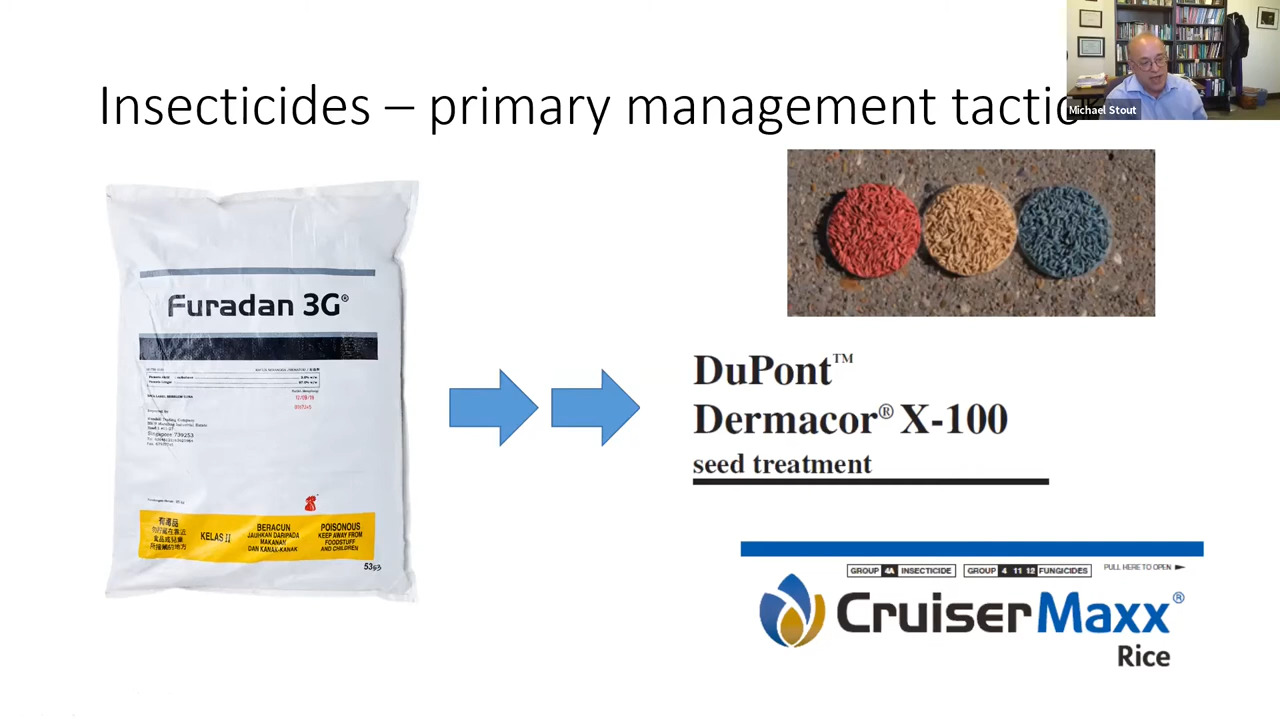 Insecticides – primary management tactic
Michael Stout
Furadan 3G®
Singapore 739253
有毒品
KELAS II
BERACUN
JAUHKAN DARIPADA
MAKANAN
DAN KANAK-KANAK
POISONOUS
KEEP AWAY FROM
FOODSTUFF
AND CHILDREN
5363
DuPont™
Dermacor® X-100
seed treatment
GROUP 4A INSECTICIDE GROUP 4 11 12 FUNGICIDES PULL HERE TO OPEN
CruiserMaxx®
Rice